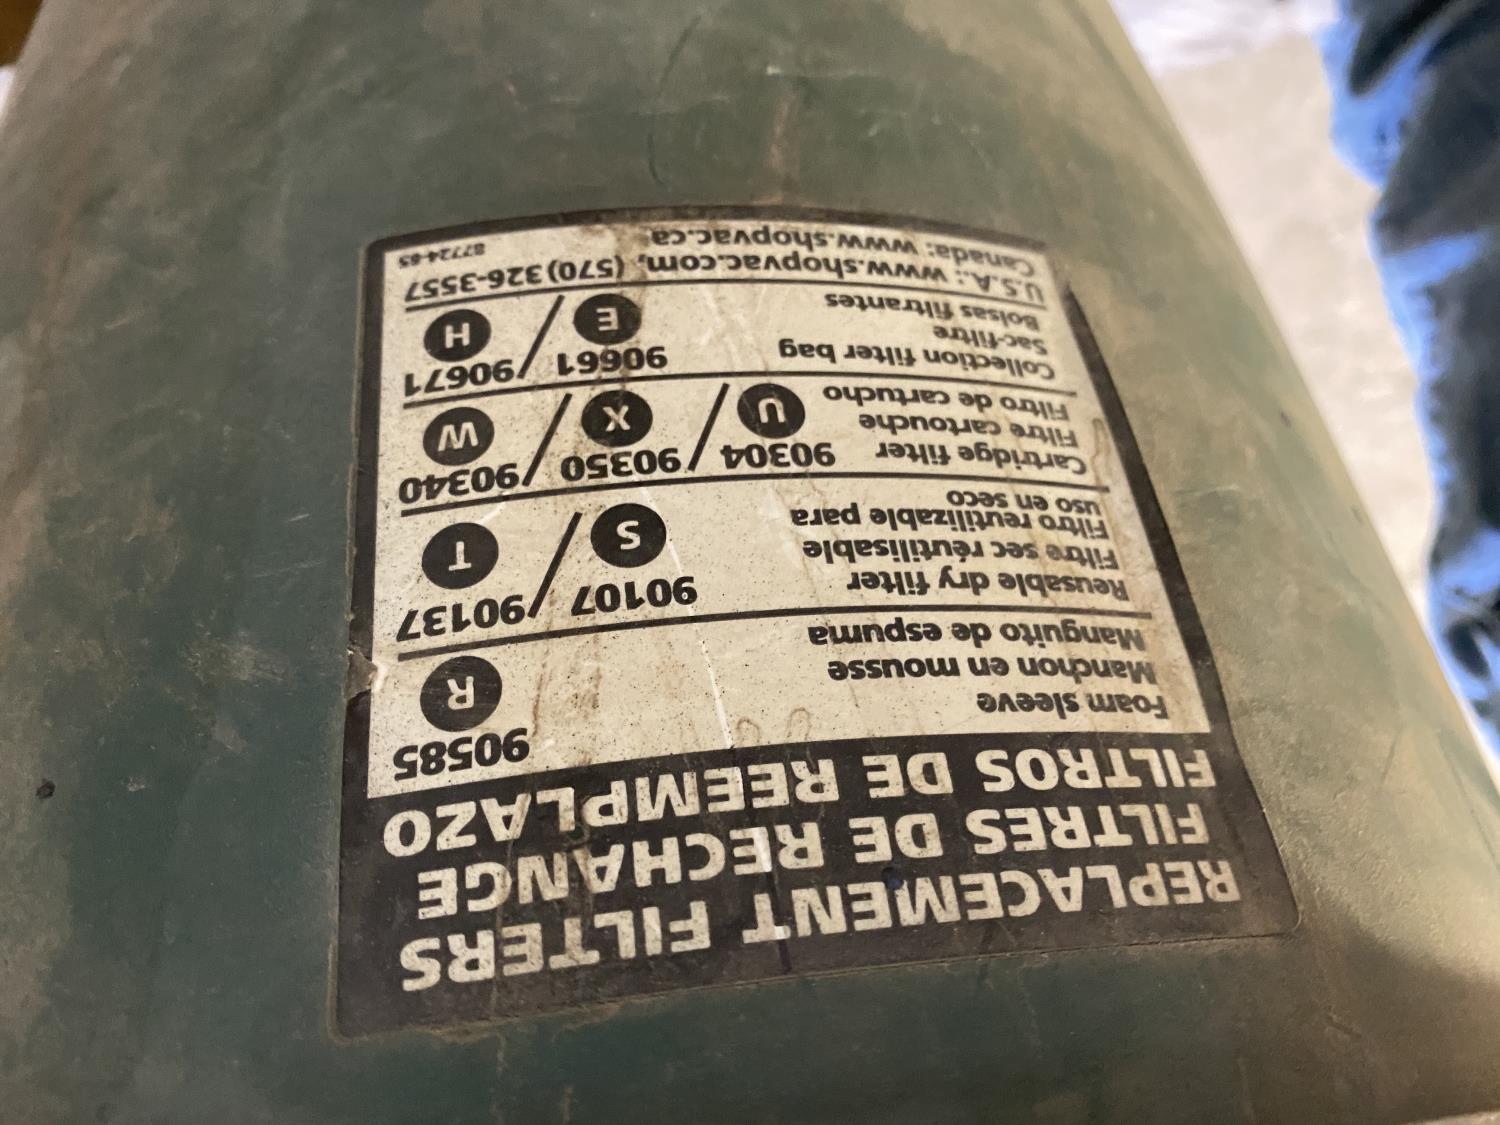 REPLACEMENT FILTERS
FILTRES DE RECHANGE
FILTROS DE REEMPLAZO
Foam sleeve
Manchon en mousse
Manguito de espuma
90585
R
Reusable dry filter
Filtre sec réutilisable
Filtro reutilizable para
uso en seco
90107 / 90137
S T
Cartridge filter
Filtre cartouche
Filtro de cartucho
90304 / 90350 / 90340
U X W
Collection filter bag
Sac-filtre
Bolsas filtrantes
90661 / 90671
E H
U.S.A.: www.shopvac.com, (570) 326-3557
Canada: www.shopvac.ca
87724-85